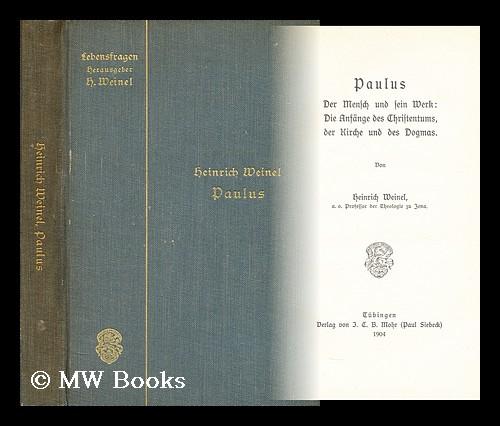 Heinrich Weinel, Paulus
Lebensfragen
Herausgeber
H. Weinel
Heinrich Weinel
Paulus
Paulus
Der Mensch und sein Werk:
Die Anfänge des Christentums,
der Kirche und des Dogmas.
Von
Heinrich Weinel,
a. o. Professor der Theologie zu Jena.
Tübingen
Verlag von J. C. B. Mohr (Paul Siebeck)
1904
© MW Books